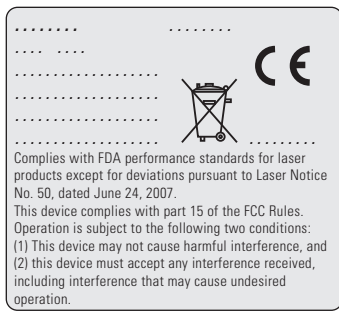 CE
Complies with FDA performance standards for laser
products except for deviations pursuant to Laser Notice
No. 50, dated June 24, 2007.
This device complies with part 15 of the FCC Rules.
Operation is subject to the following two conditions:
(1) This device may not cause harmful interference, and
(2) this device must accept any interference received,
including interference that may cause undesired
operation.